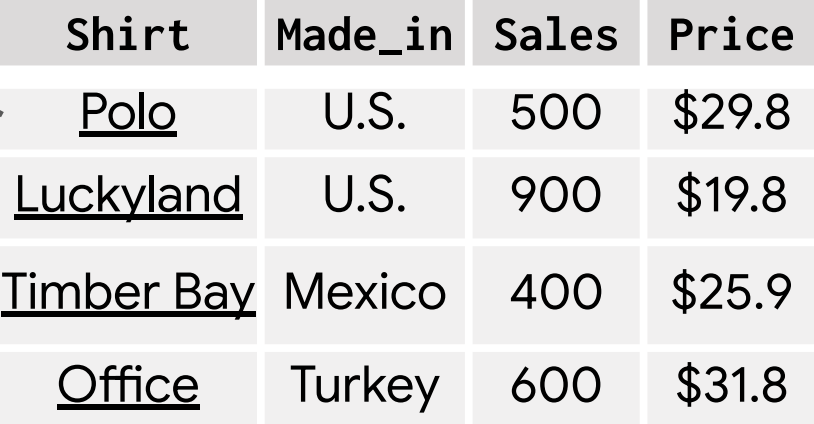 Shirt Made_in Sales Price
Polo U.S. 500 $29.8
Luckyland U.S. 900 $19.8
Timber Bay Mexico 400 $25.9
Office Turkey 600 $31.8